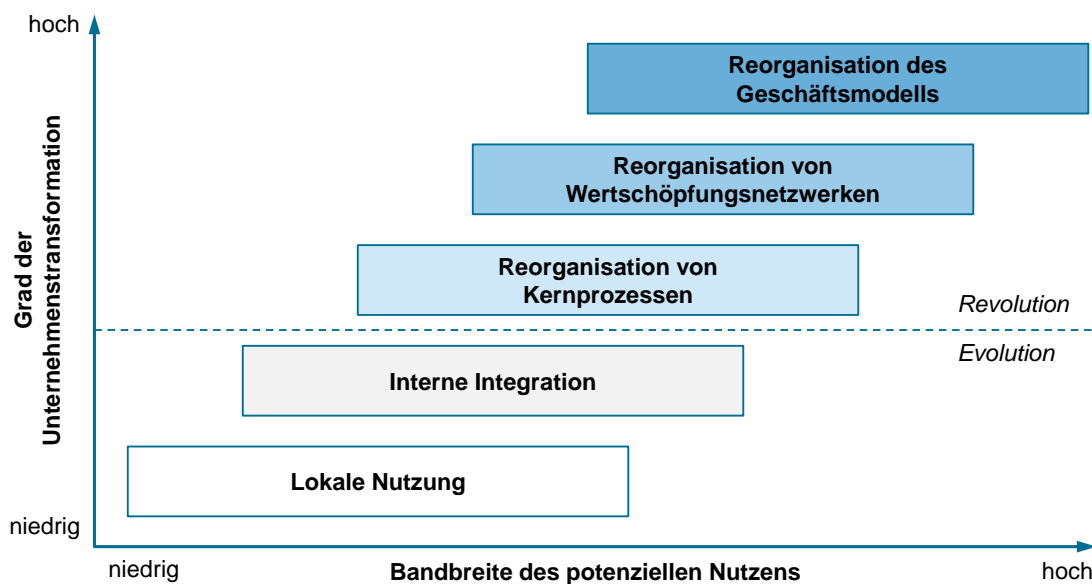 hoch
Reorganisation des
Geschäftsmodells
Reorganisation von
Wertschöpfungsnetzwerken
Grad der
Unternehmenstransformation
Reorganisation von
Kernprozessen
Revolution
Evolution
Interne Integration
Lokale Nutzung
niedrig
niedrig
Bandbreite des potenziellen Nutzens
hoch